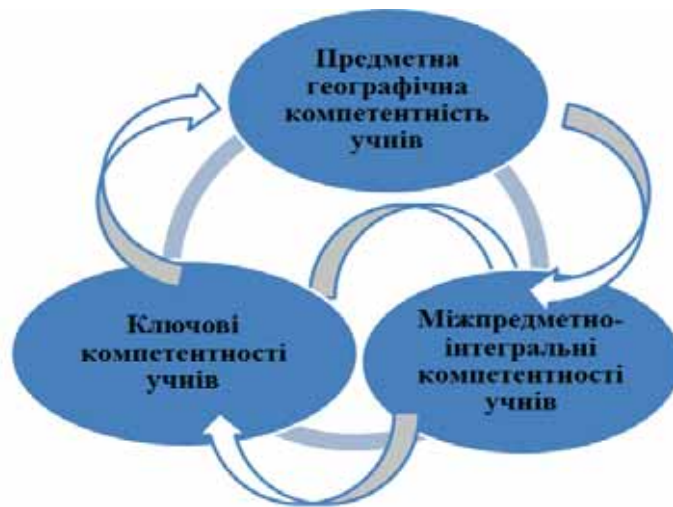 Предметна
географічна
компетентність
учнів
Ключові
компетентності
учнів
Міжпредметно-
інтегральні
компетентності
учнів